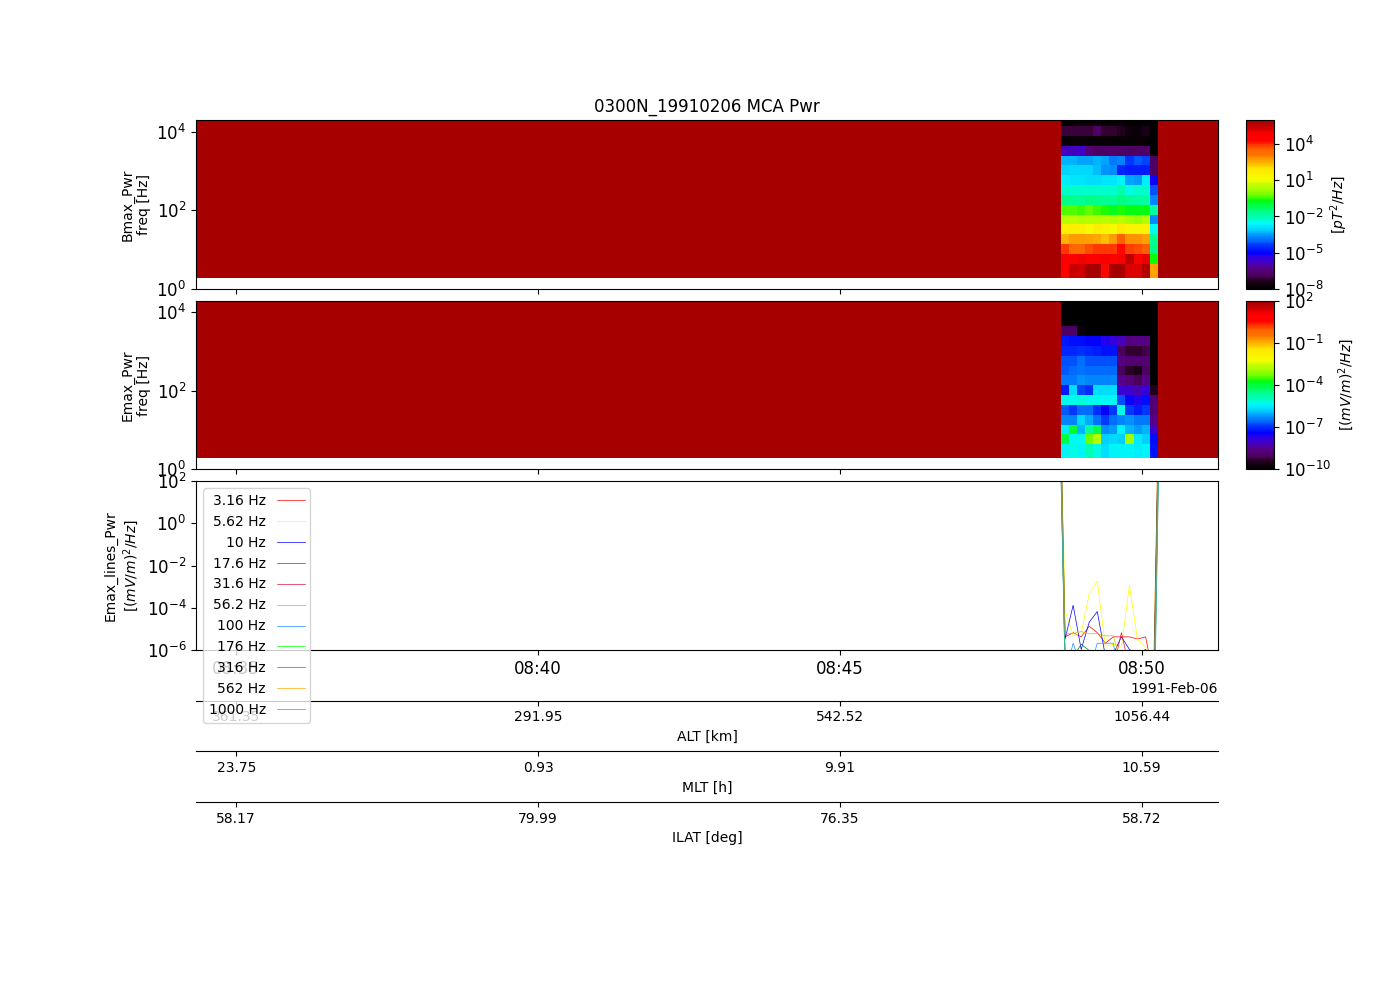 0300N_19910206 MCA Pwr
Bmax_Pwr
freq [Hz]
10^4
10^2
10^0
10^4
10^1
10^-2
10^-5
10^-8
[pT^2/Hz]
Emax_Pwr
freq [Hz]
10^4
10^2
10^0
10^2
10^-1
10^-4
10^-7
10^-10
[(mV/m)^2/Hz]
Emax_lines_Pwr
[(mV/m)^2/Hz]
10^2
10^0
10^-2
10^-4
10^-6
3.16 Hz
5.62 Hz
10 Hz
17.6 Hz
31.6 Hz
56.2 Hz
100 Hz
176 Hz
316 Hz
562 Hz
1000 Hz
08:40 08:45 08:50
1991-Feb-06
361.35 291.95 542.52 1056.44
ALT [km]
23.75 0.93 9.91 10.59
MLT [h]
58.17 79.99 76.35 58.72
ILAT [deg]